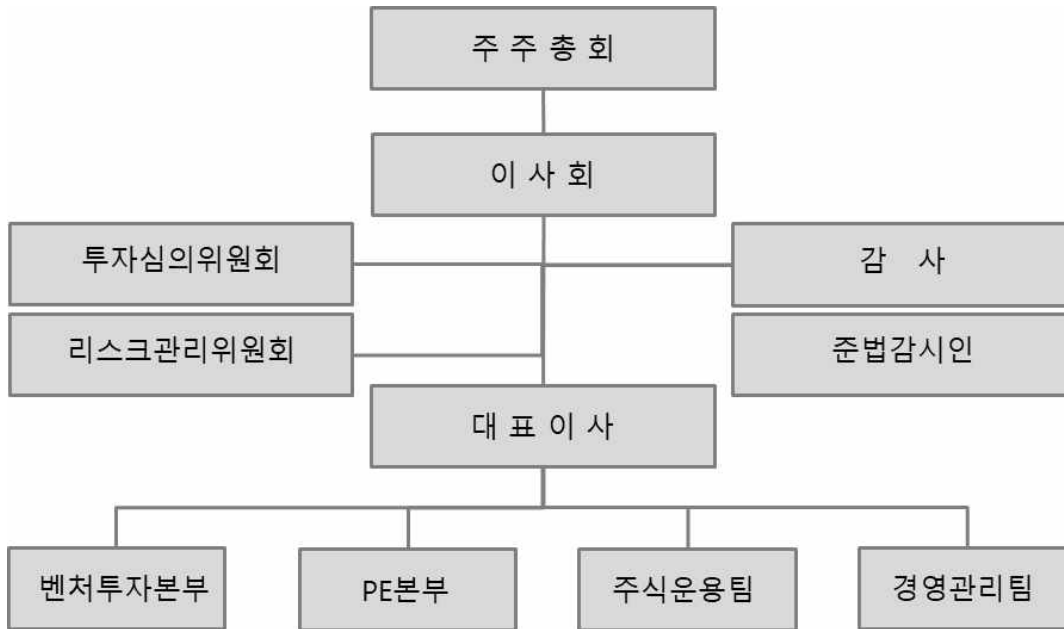 주 주 총 회
이 사 회
투자심의위원회
감 사
리스크관리위원회
준법감시인
대 표 이 사
벤처투자본부
PE본부
주식운용팀
경영관리팀